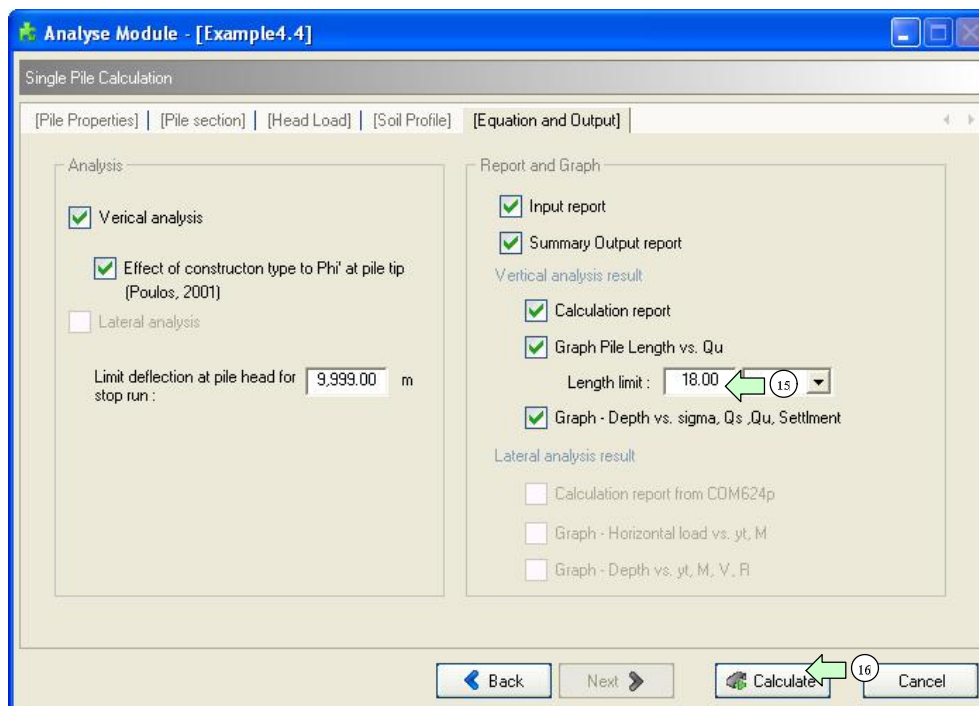 Analyse Module - [Example4.4]
Single Pile Calculation
[Pile Properties] | [Pile section] | [Head Load] | [Soil Profile] | [Equation and Output]
Analysis
Verical analysis
Effect of constructon type to Phi' at pile tip
(Poulos, 2001)
Lateral analysis
Limit deflection at pile head for
stop run :
9,999.00 m
Report and Graph
Input report
Summary Output report
Vertical analysis result
Calculation report
Graph Pile Length vs. Qu
Length limit : 18.00
15
Graph - Depth vs. sigma, Qs ,Qu, Settlment
Lateral analysis result
Calculation report from COM624p
Graph - Horizontal load vs. yt, M
Graph - Depth vs. yt, M, V, R
Back
Next
Calculate
16
Cancel